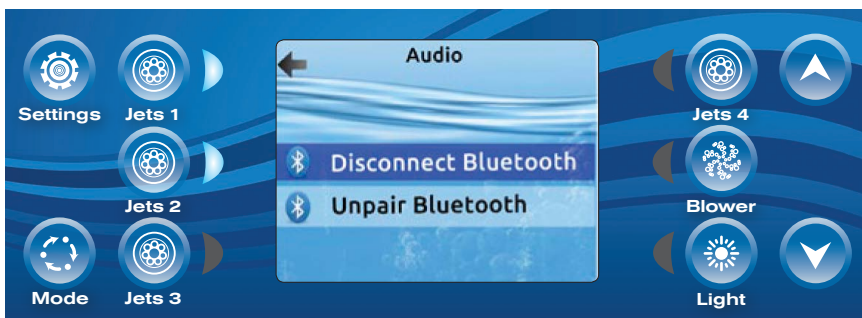 Settings
Jets 1
Jets 2
Mode
Jets 3
Audio
Disconnect Bluetooth
Unpair Bluetooth
Jets 4
Blower
Light